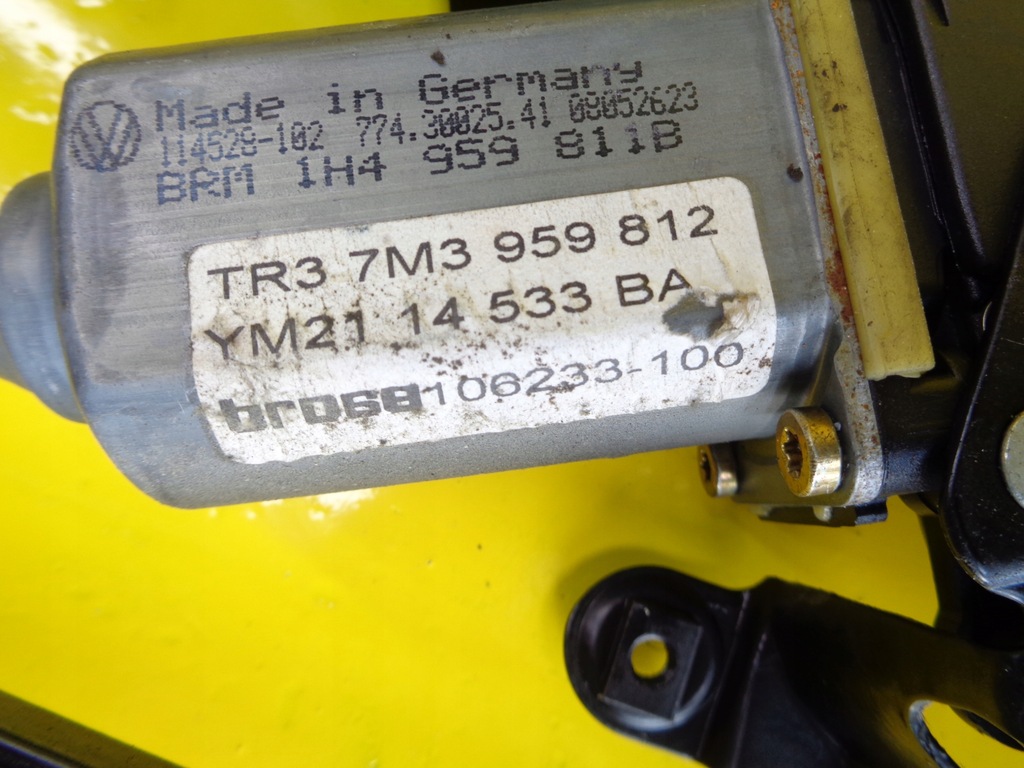 Made in Germany
114528-102 774.30025.41 08052623
BRM 1H4 959 811B
TR3 7M3 959 812
YM21 14 533 BA
brose 106233-100